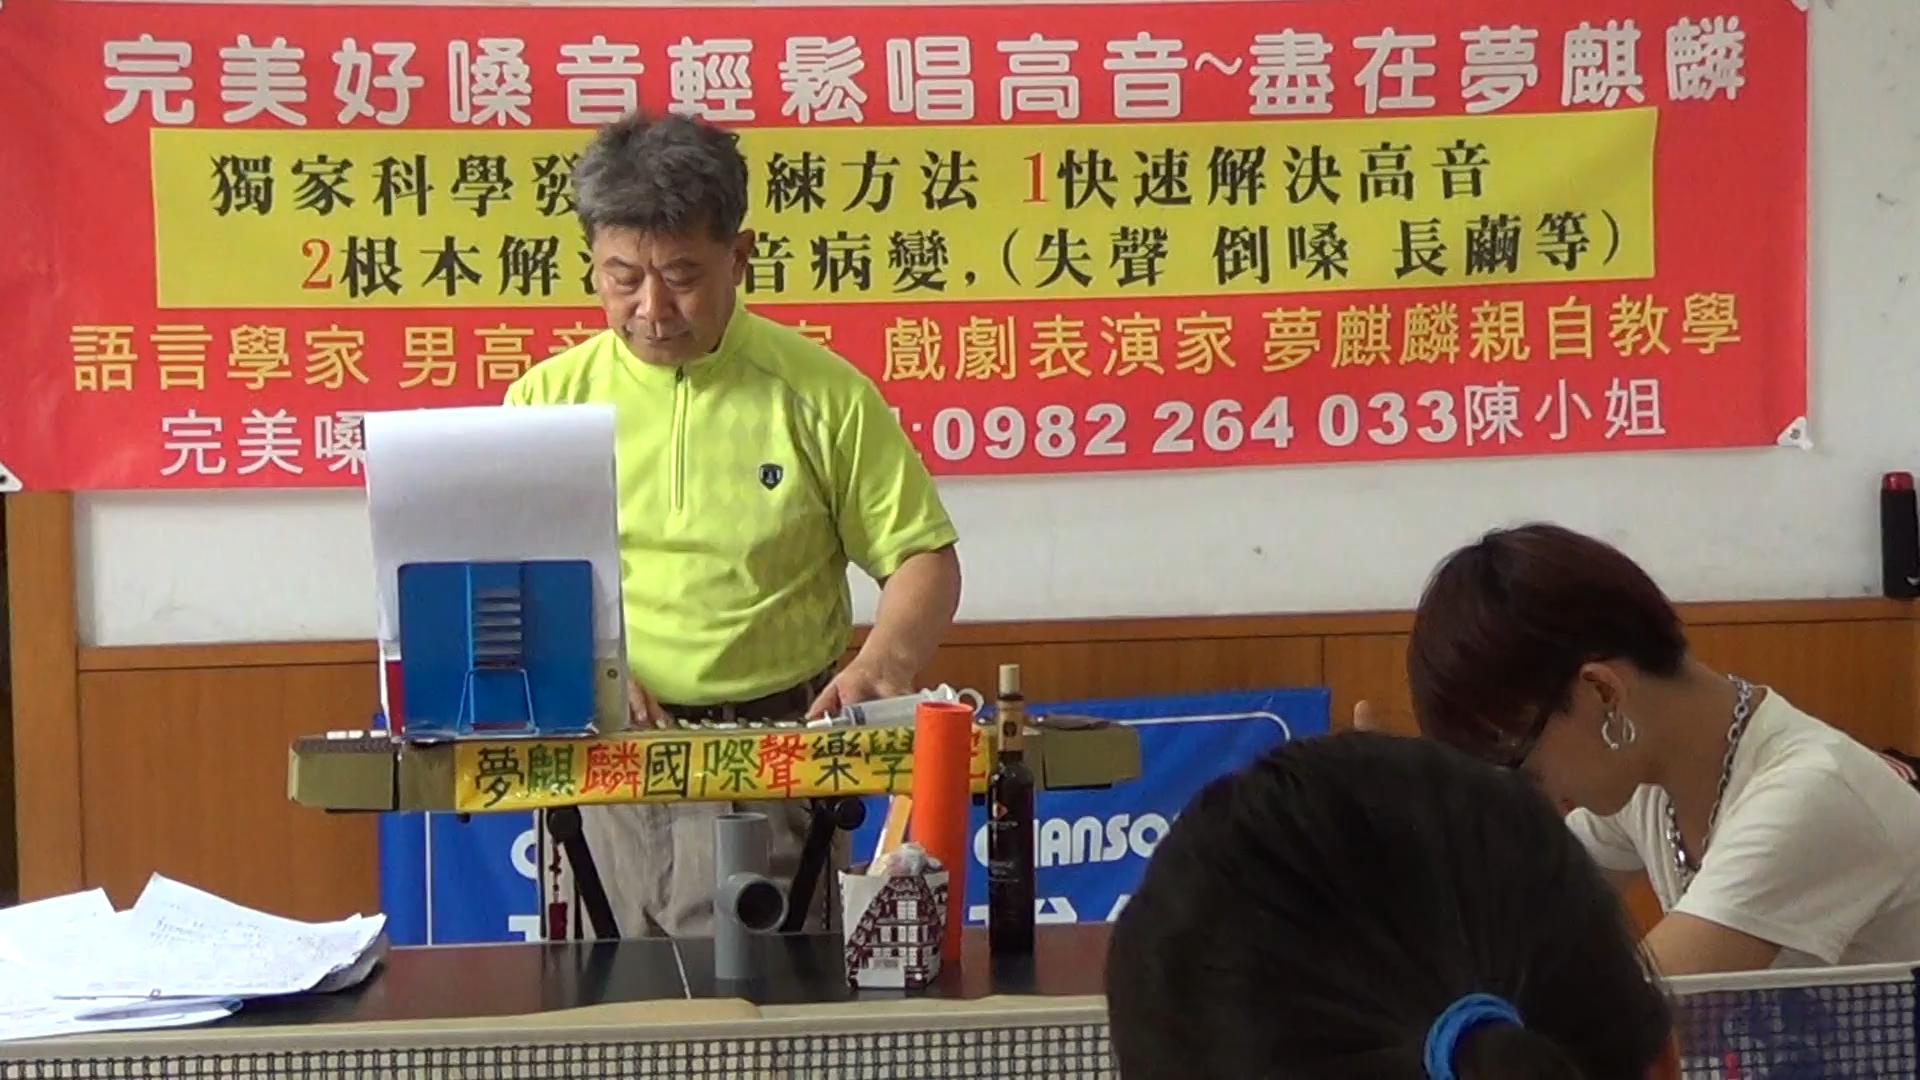 完美好嗓音輕鬆唱高音~盡在夢麒麟
獨家科學發 練方法 1快速解決高音
2根本解 音病變,(失聲 倒嗓 長繭等)
語言學家 男高音 家 戲劇表演家 夢麒麟親自教學
完美嗓 :0982 264 033陳小姐
夢麒麟國際聲樂學
CHANSO